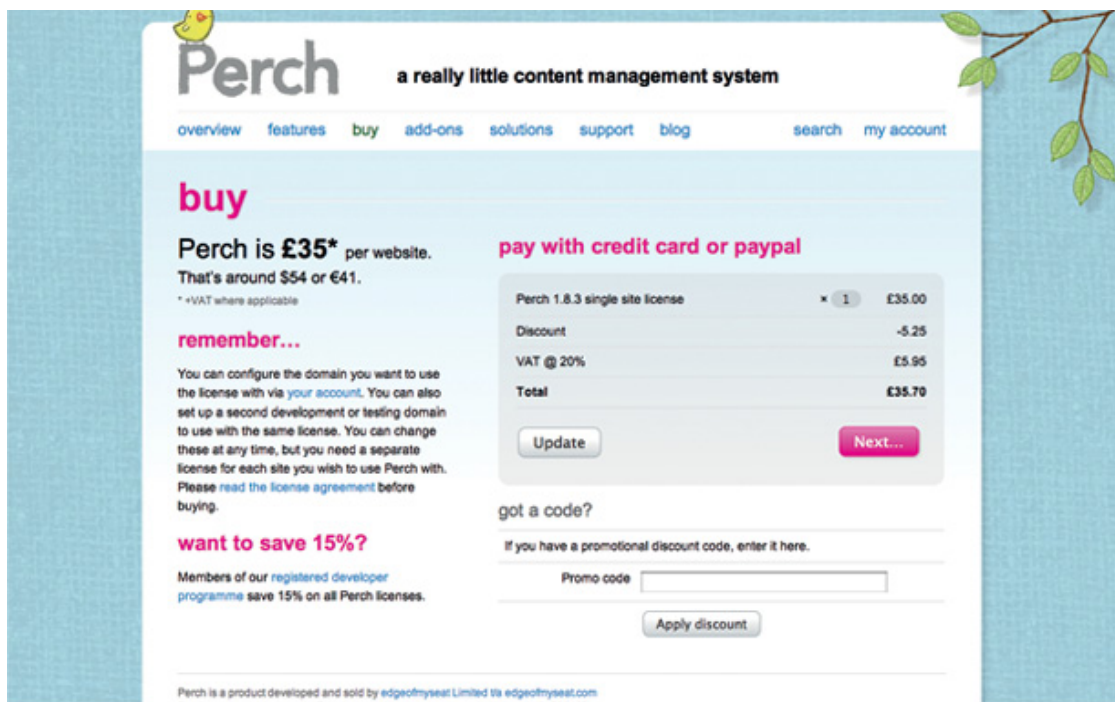 Perch
a really little content management system
overview features buy add-ons solutions support blog search my account
buy
Perch is £35* per website.
That's around $54 or €41.
* +VAT where applicable
remember...
You can configure the domain you want to use
the license with via your account. You can also
set up a second development or testing domain
to use with the same license. You can change
these at any time, but you need a separate
license for each site you wish to use Perch with.
Please read the license agreement before
buying.
want to save 15%?
Members of our registered developer
programme save 15% on all Perch licenses.
pay with credit card or paypal
Perch 1.8.3 single site license × 1 £35.00
Discount -5.25
VAT @ 20% £5.95
Total £35.70
Update Next...
got a code?
If you have a promotional discount code, enter it here.
Promo code
Apply discount
Perch is a product developed and sold by edgeofmyseat Limited t/a edgeofmyseat.com